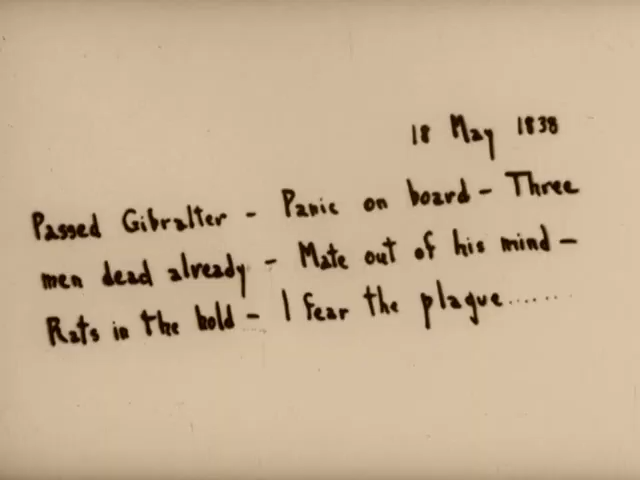 18 May 1838
Passed Gibralter - Panic on board - Three
men dead already - Mate out of his mind -
Rats in the hold - I fear the plague......